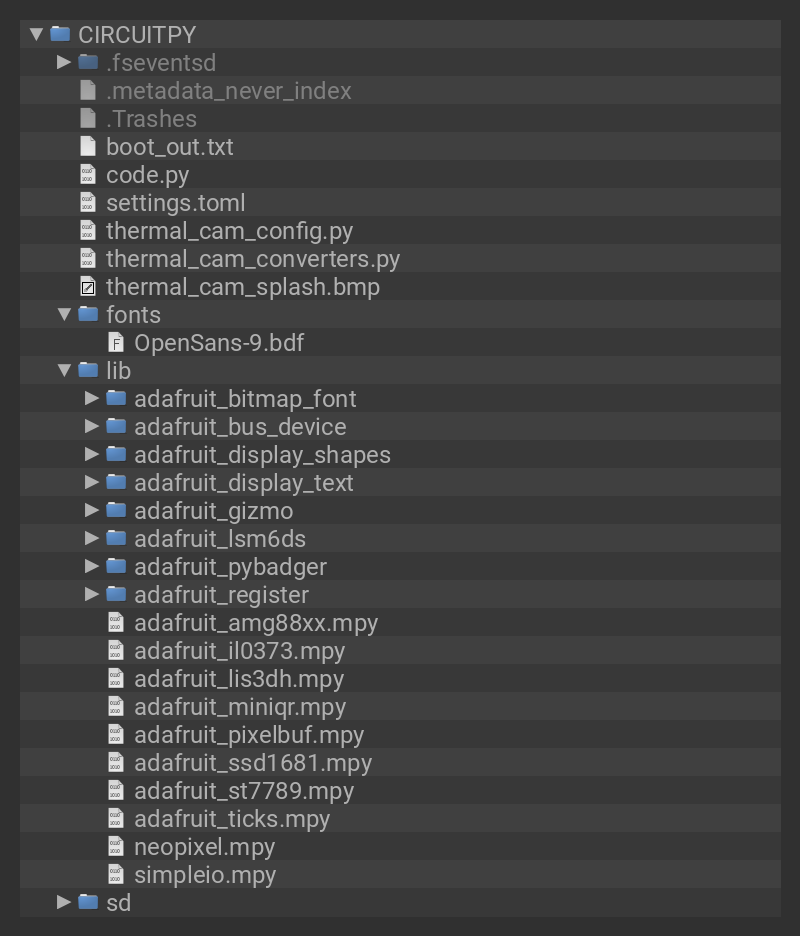 CIRCUITPY
.fseventsd
.metadata_never_index
.Trashes
boot_out.txt
code.py
settings.toml
thermal_cam_config.py
thermal_cam_converters.py
thermal_cam_splash.bmp
fonts
OpenSans-9.bdf
lib
adafruit_bitmap_font
adafruit_bus_device
adafruit_display_shapes
adafruit_display_text
adafruit_gizmo
adafruit_lsm6ds
adafruit_pybadger
adafruit_register
adafruit_amg88xx.mpy
adafruit_il0373.mpy
adafruit_lis3dh.mpy
adafruit_miniqr.mpy
adafruit_pixelbuf.mpy
adafruit_ssd1681.mpy
adafruit_st7789.mpy
adafruit_ticks.mpy
neopixel.mpy
simpleio.mpy
sd